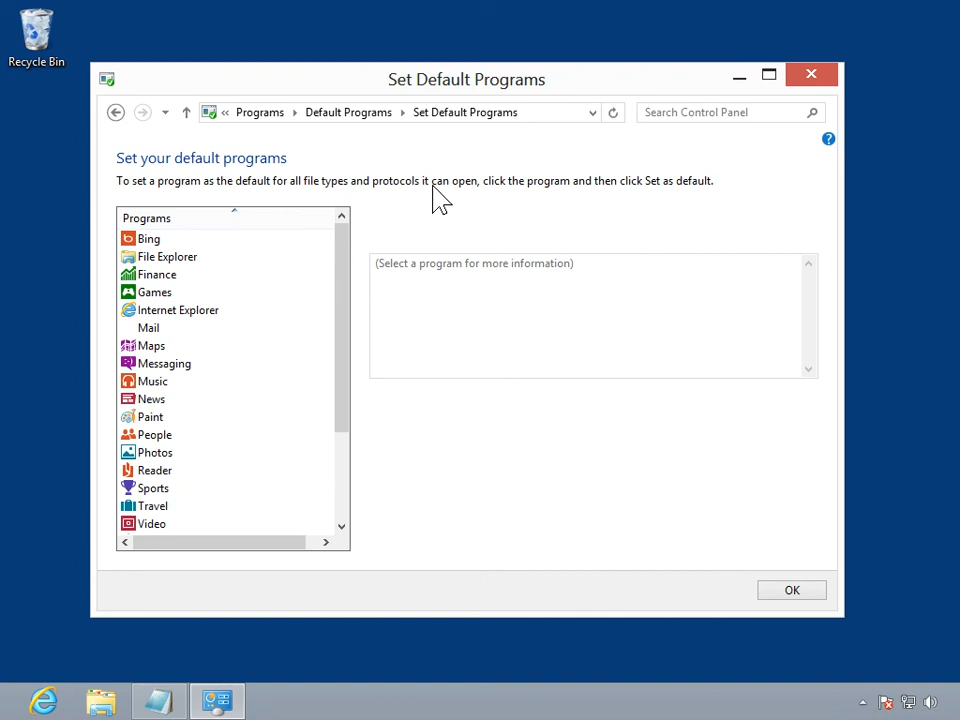 Recycle Bin
Set Default Programs
« Programs Default Programs Set Default Programs
Search Control Panel
Set your default programs
To set a program as the default for all file types and protocols it can open, click the program and then click Set as default.
Programs
Bing
File Explorer
Finance
Games
Internet Explorer
Mail
Maps
Messaging
Music
News
Paint
People
Photos
Reader
Sports
Travel
Video
(Select a program for more information)
OK